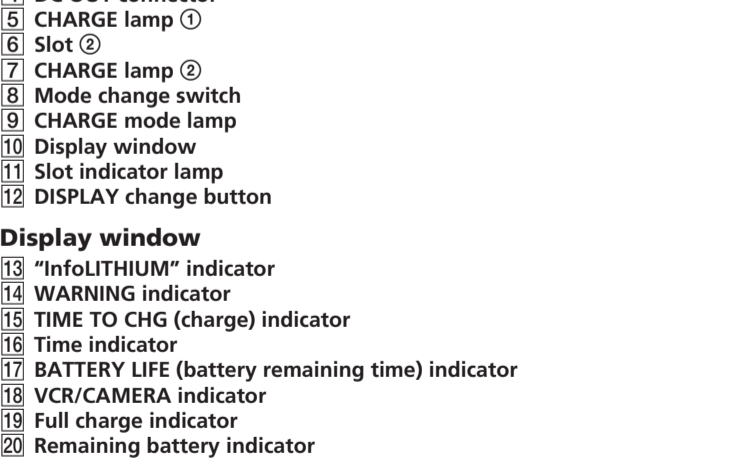 4 DC OUT connector
5 CHARGE lamp ①
6 Slot ②
7 CHARGE lamp ②
8 Mode change switch
9 CHARGE mode lamp
10 Display window
11 Slot indicator lamp
12 DISPLAY change button
Display window
13 “InfoLITHIUM” indicator
14 WARNING indicator
15 TIME TO CHG (charge) indicator
16 Time indicator
17 BATTERY LIFE (battery remaining time) indicator
18 VCR/CAMERA indicator
19 Full charge indicator
20 Remaining battery indicator